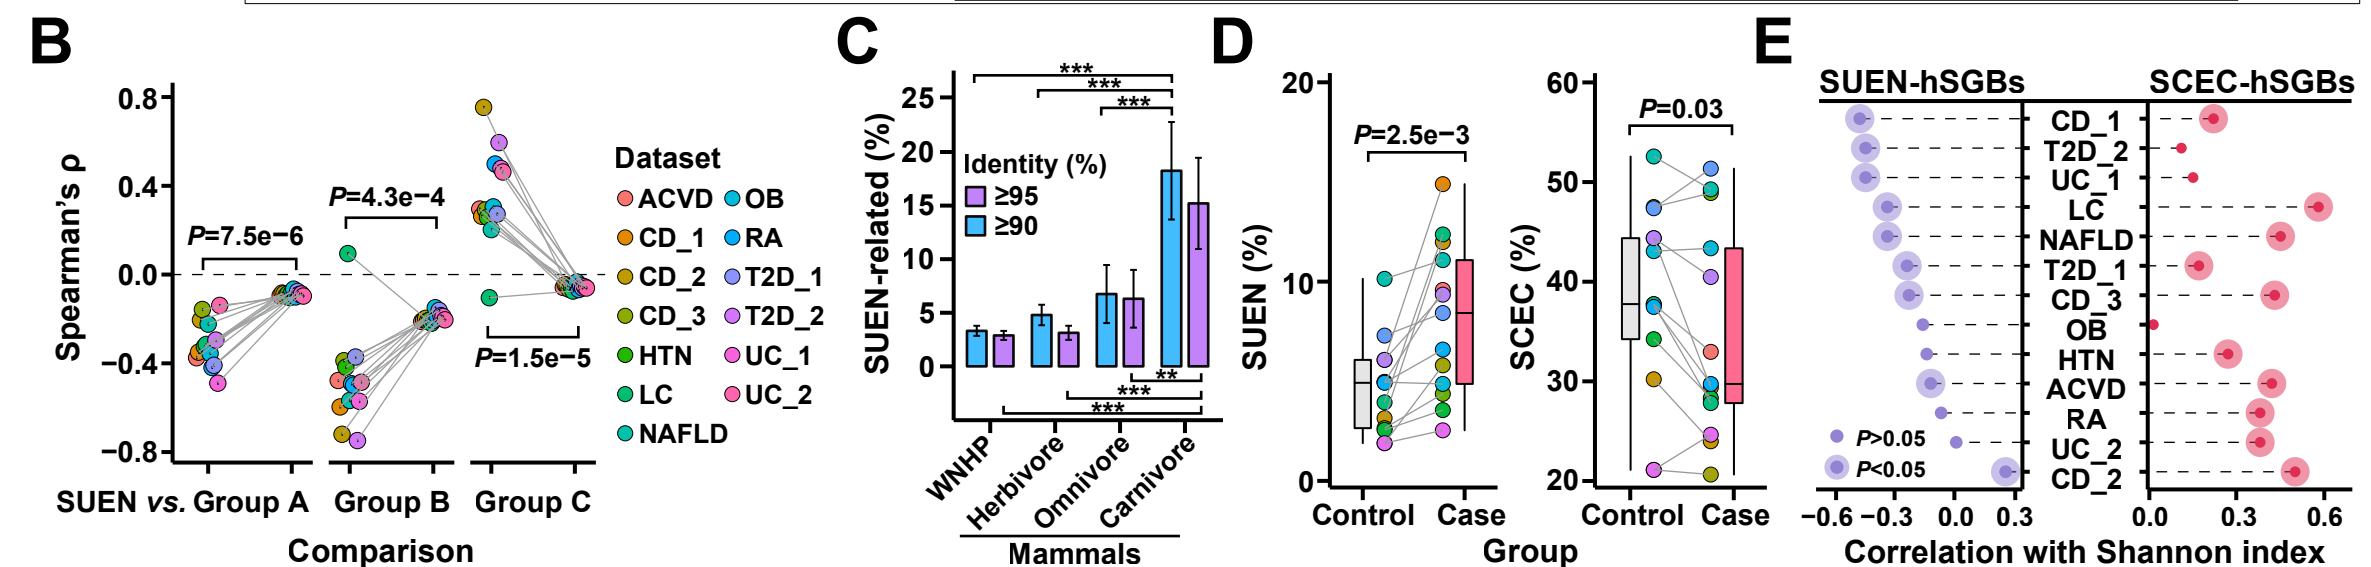 B
Spearman's ρ
0.8
0.4
0.0
−0.4
−0.8
P=7.5e−6
P=4.3e−4
P=1.5e−5
SUEN vs. Group A
Group B
Group C
Comparison
Dataset
ACVD
CD_1
CD_2
CD_3
HTN
LC
NAFLD
OB
RA
T2D_1
T2D_2
UC_1
UC_2
C
SUEN-related (%)
25
20
15
10
5
0
Identity (%)
≥95
≥90
***
***
***
**
***
***
WNHP
Herbivore
Omnivore
Carnivore
Mammals
D
SUEN (%)
20
10
0
P=2.5e−3
Control
Case
SCEC (%)
60
50
40
30
20
P=0.03
Control
Case
Group
E
SUEN-hSGBs
SCEC-hSGBs
CD_1
T2D_2
UC_1
LC
NAFLD
T2D_1
CD_3
OB
HTN
ACVD
RA
UC_2
CD_2
P>0.05
P<0.05
−0.6
−0.3
0.0
0.3
0.0
0.3
0.6
Correlation with Shannon index